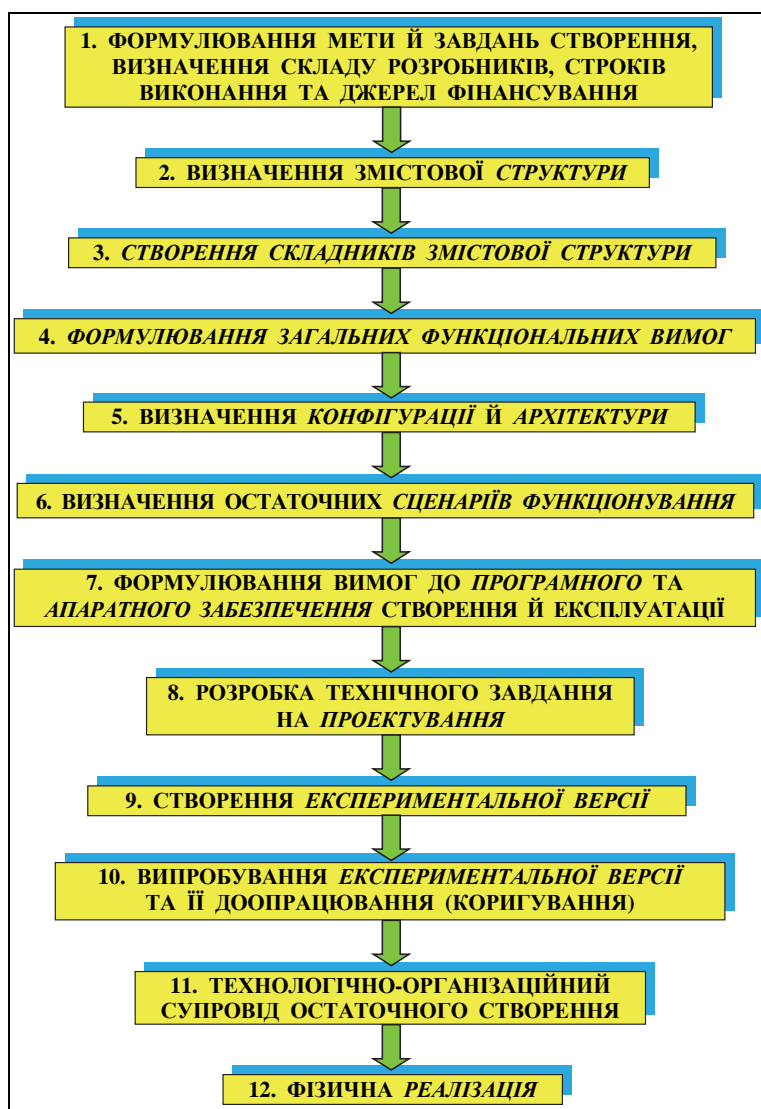 1. ФОРМУЛЮВАННЯ МЕТИ Й ЗАВДАНЬ СТВОРЕННЯ,
ВИЗНАЧЕННЯ СКЛАДУ РОЗРОБНИКІВ, СТРОКІВ
ВИКОНАННЯ ТА ДЖЕРЕЛ ФІНАНСУВАННЯ
2. ВИЗНАЧЕННЯ ЗМІСТОВОЇ СТРУКТУРИ
3. СТВОРЕННЯ СКЛАДНИКІВ ЗМІСТОВОЇ СТРУКТУРИ
4. ФОРМУЛЮВАННЯ ЗАГАЛЬНИХ ФУНКЦІОНАЛЬНИХ ВИМОГ
5. ВИЗНАЧЕННЯ КОНФІГУРАЦІЇ Й АРХІТЕКТУРИ
6. ВИЗНАЧЕННЯ ОСТАТОЧНИХ СЦЕНАРІЇВ ФУНКЦІОНУВАННЯ
7. ФОРМУЛЮВАННЯ ВИМОГ ДО ПРОГРАМНОГО ТА
АПАРАТНОГО ЗАБЕЗПЕЧЕННЯ СТВОРЕННЯ Й ЕКСПЛУАТАЦІЇ
8. РОЗРОБКА ТЕХНІЧНОГО ЗАВДАННЯ
НА ПРОЕКТУВАННЯ
9. СТВОРЕННЯ ЕКСПЕРИМЕНТАЛЬНОЇ ВЕРСІЇ
10. ВИПРОБУВАННЯ ЕКСПЕРИМЕНТАЛЬНОЇ ВЕРСІЇ
ТА ЇЇ ДООПРАЦЮВАННЯ (КОРИГУВАННЯ)
11. ТЕХНОЛОГІЧНО-ОРГАНІЗАЦІЙНИЙ
СУПРОВІД ОСТАТОЧНОГО СТВОРЕННЯ
12. ФІЗИЧНА РЕАЛІЗАЦІЯ